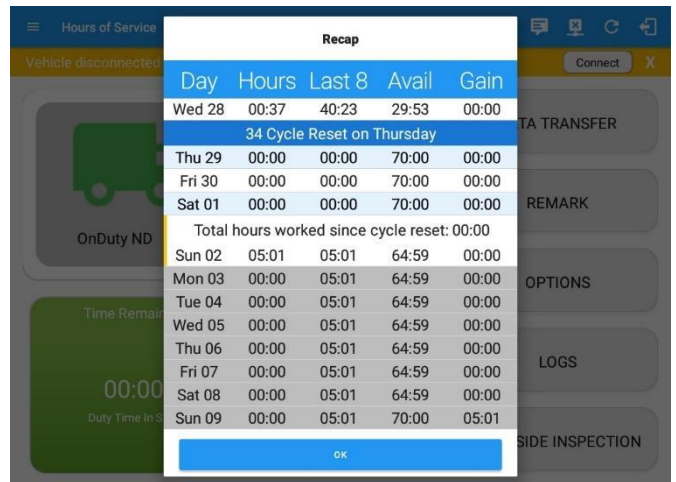 Hours of Service
Recap
Vehicle disconnected
Connect X
Day Hours Last 8 Avail Gain
Wed 28 00:37 40:23 29:53 00:00
34 Cycle Reset on Thursday
Thu 29 00:00 00:00 70:00 00:00
Fri 30 00:00 00:00 70:00 00:00
Sat 01 00:00 00:00 70:00 00:00
Total hours worked since cycle reset: 00:00
Sun 02 05:01 05:01 64:59 00:00
Mon 03 00:00 05:01 64:59 00:00
Tue 04 00:00 05:01 64:59 00:00
Wed 05 00:00 05:01 64:59 00:00
Thu 06 00:00 05:01 64:59 00:00
Fri 07 00:00 05:01 64:59 00:00
Sat 08 00:00 05:01 64:59 00:00
Sun 09 00:00 05:01 70:00 05:01
OK
OnDuty ND
Time Remain
00:00
Duty Time In S
TA TRANSFER
REMARK
OPTIONS
LOGS
SIDE INSPECTION